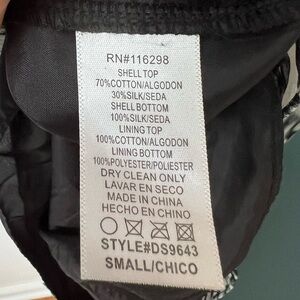 RN#116298
SHELL TOP
70%COTTON/ALGODON
30%SILK/SEDA
SHELL BOTTOM
100%SILK/SEDA
LINING TOP
100%COTTON/ALGODON
LINING BOTTOM
100%POLYESTER/POLIESTER
DRY CLEAN ONLY
LAVAR EN SECO
MADE IN CHINA
HECHO EN CHINO
STYLE#DS9643
SMALL/CHICO